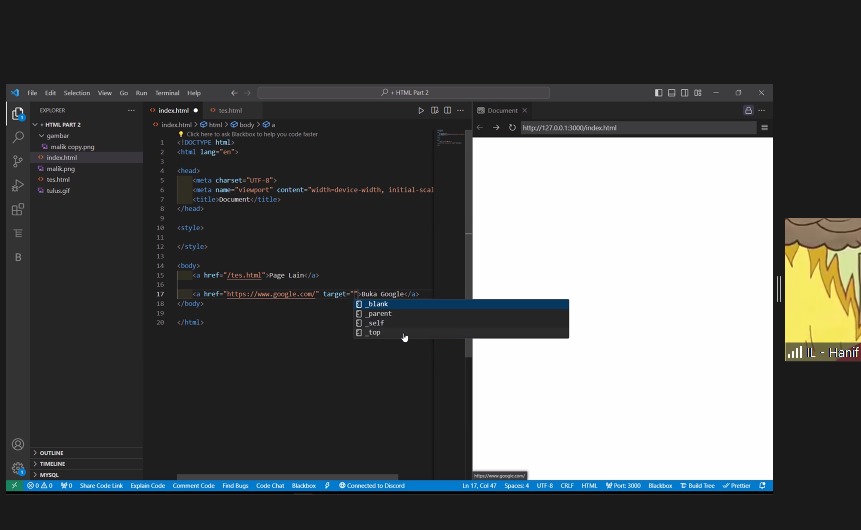 File Edit Selection View Go Run Terminal Help
+ HTML Part 2
EXPLORER
HTML PART 2
gambar
malik copy.png
index.html
malik.png
tes.html
tulus.gif
OUTLINE
TIMELINE
MYSQL
index.html
tes.html
index.html > html > body > a
Click here to ask Blackbox to help you code faster
1 <!DOCTYPE html>
2 <html lang="en">
3
4 <head>
5 <meta charset="UTF-8">
6 <meta name="viewport" content="width=device-width, initial-scal
7 <title>Document</title>
8 </head>
9
10 <style>
11
12 </style>
13
14 <body>
15 <a href="/tes.html">Page Lain</a>
16
17 <a href="https://www.google.com/" target="">Buka Google</a>
18 </body>
19
20 </html>
_blank
_parent
_self
_top
Document
http://127.0.0.1:3000/index.html
https://www.google.com/
0 0 0 Share Code Link Explain Code Comment Code Find Bugs Code Chat Blackbox Connected to Discord Ln 17, Col 47 Spaces: 4 UTF-8 CRLF HTML Port: 3000 Blackbox Build Tree Prettier
IL - Hanif